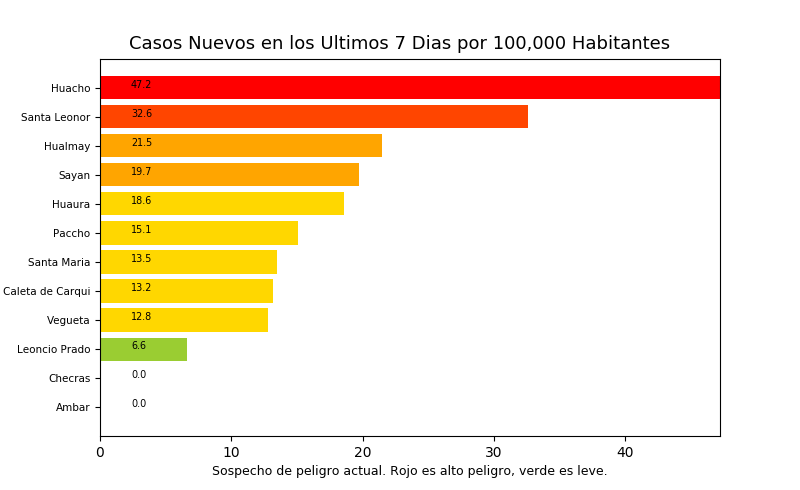 Casos Nuevos en los Ultimos 7 Dias por 100,000 Habitantes
Huacho 47.2
Santa Leonor 32.6
Hualmay 21.5
Sayan 19.7
Huaura 18.6
Paccho 15.1
Santa Maria 13.5
Caleta de Carqui 13.2
Vegueta 12.8
Leoncio Prado 6.6
Checras 0.0
Ambar 0.0
0 10 20 30 40
Sospecho de peligro actual. Rojo es alto peligro, verde es leve.